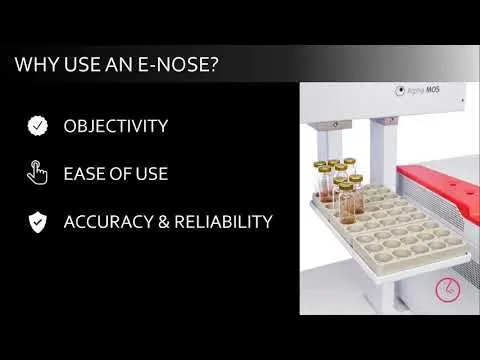 WHY USE AN E-NOSE?
Alpha MOS
OBJECTIVITY
EASE OF USE
ACCURACY & RELIABILITY